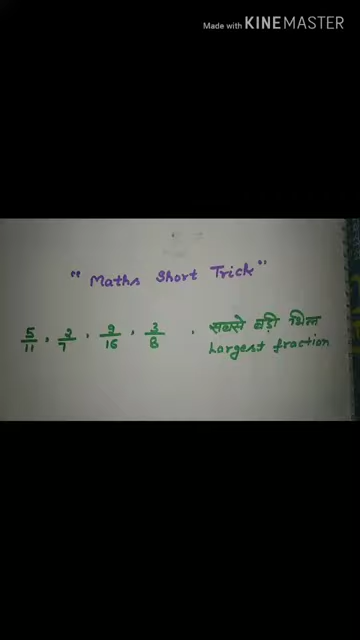 Made with KINEMASTER
"Maths Short Trick"
5/11, 2/7, 9/16, 3/8, सबसे बड़ी भिन्न
Largest fraction